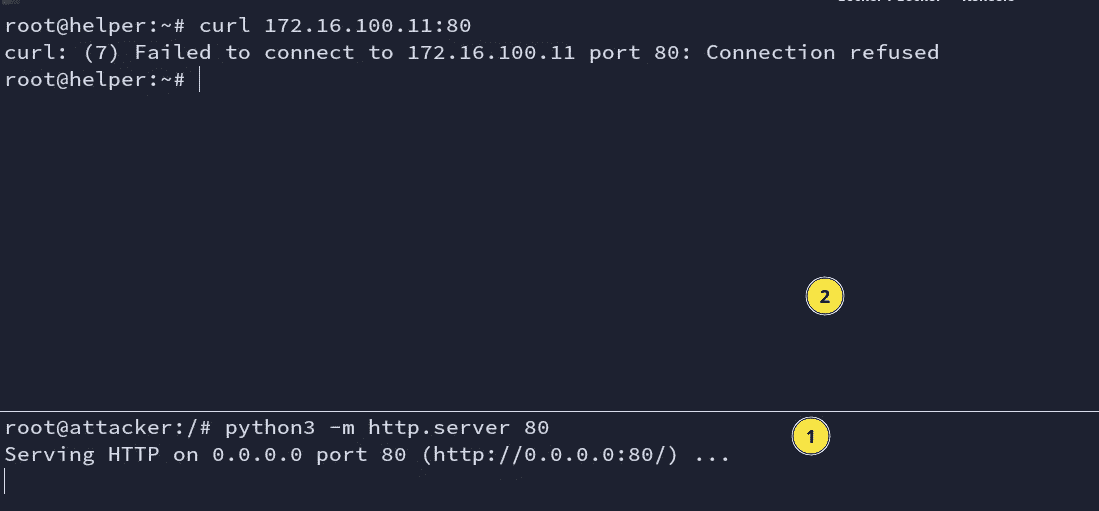 root@helper:~# curl 172.16.100.11:80
curl: (7) Failed to connect to 172.16.100.11 port 80: Connection refused
root@helper:~#
2
root@attacker:/# python3 -m http.server 80
1
Serving HTTP on 0.0.0.0 port 80 (http://0.0.0.0:80/) ...